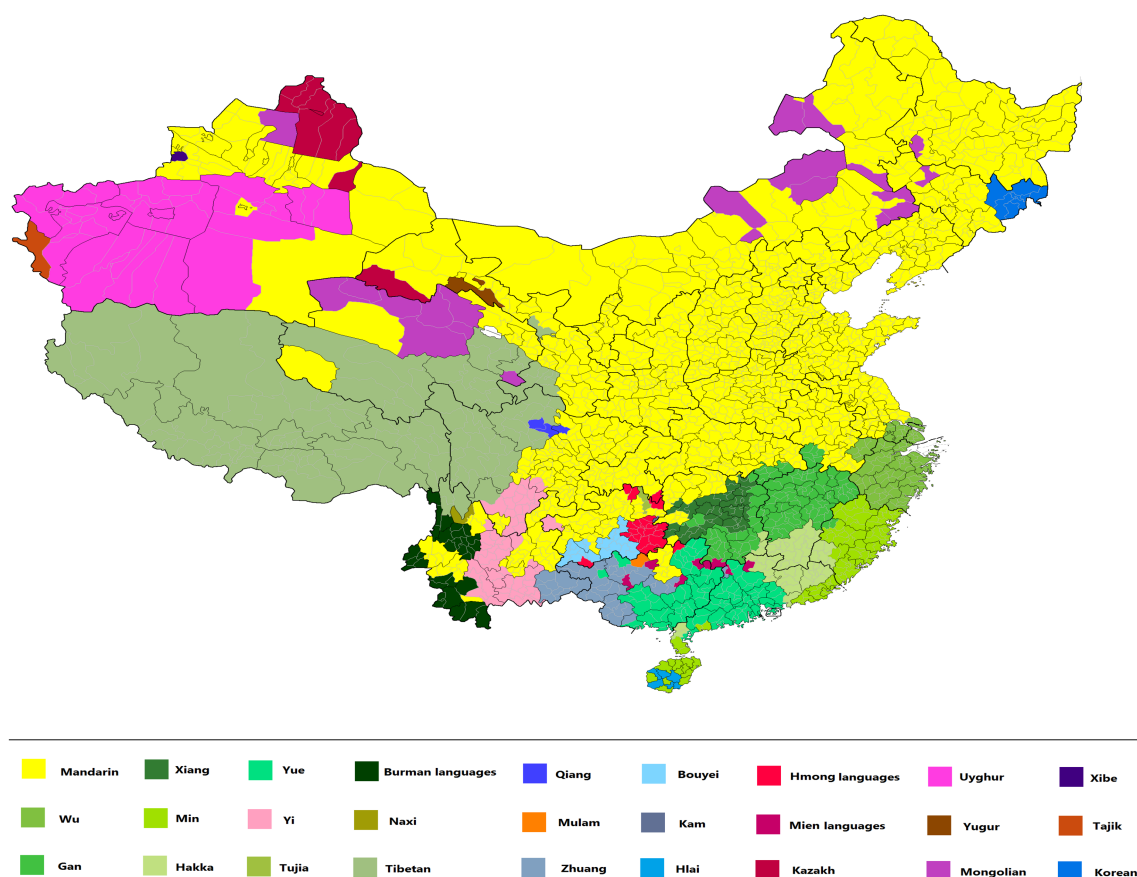 Mandarin Xiang Yue Burman languages Qiang Bouyei Hmong languages Uyghur Xibe
Wu Min Yi Naxi Mulam Kam Mien languages Yugur Tajik
Gan Hakka Tujia Tibetan Zhuang Hlai Kazakh Mongolian Korean